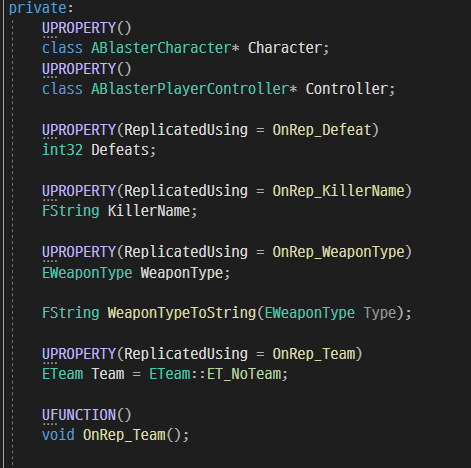 private:
UPROPERTY()
class ABlasterCharacter* Character;
UPROPERTY()
class ABlasterPlayerController* Controller;
UPROPERTY(ReplicatedUsing = OnRep_Defeat)
int32 Defeats;
UPROPERTY(ReplicatedUsing = OnRep_KillerName)
FString KillerName;
UPROPERTY(ReplicatedUsing = OnRep_WeaponType)
EWeaponType WeaponType;
FString WeaponTypeToString(EWeaponType Type);
UPROPERTY(ReplicatedUsing = OnRep_Team)
ETeam Team = ETeam::ET_NoTeam;
UFUNCTION()
void OnRep_Team();